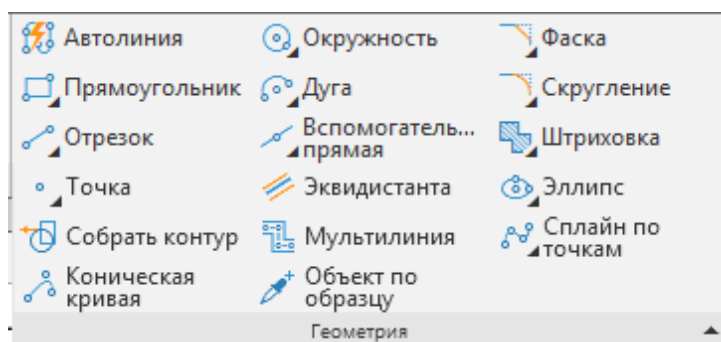 Автолиния
Окружность
Фаска
Прямоугольник
Дуга
Скругление
Отрезок
Вспомогатель...
прямая
Штриховка
Точка
Эквидистанта
Эллипс
Собрать контур
Мультилиния
Сплайн по
точкам
Коническая
кривая
Объект по
образцу
Геометрия